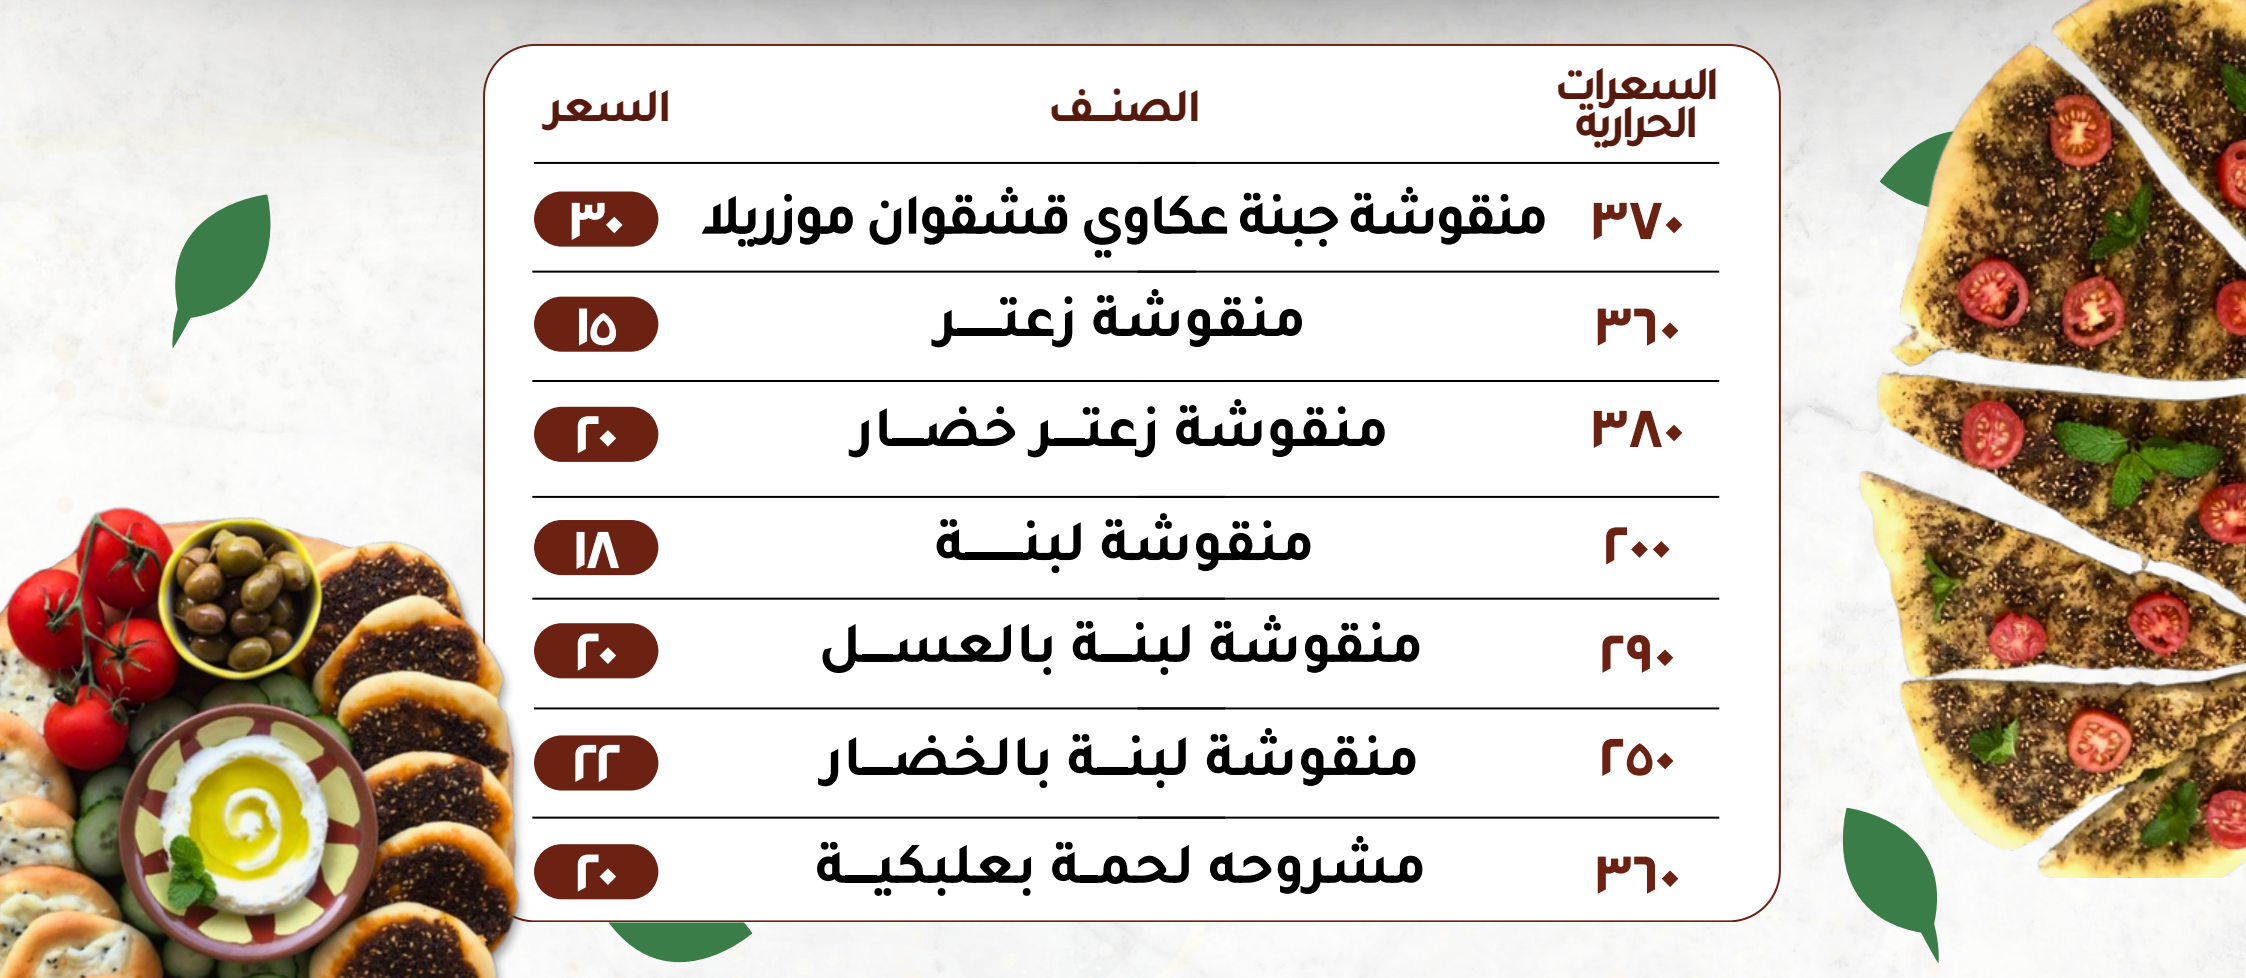 السعرات الحرارية الصنف السعر
٣٧٠ منقوشة جبنة عكاوي قشقوان موزريلا ٣٠
٣٦٠ منقوشة زعتر ١٥
٣٨٠ منقوشة زعتر خضار ٢٠
٢٠٠ منقوشة لبنة ١٨
٢٩٠ منقوشة لبنة بالعسل ٢٠
٢٥٠ منقوشة لبنة بالخضار ٢٢
٣٦٠ مشروحه لحمة بعلبكية ٢٠